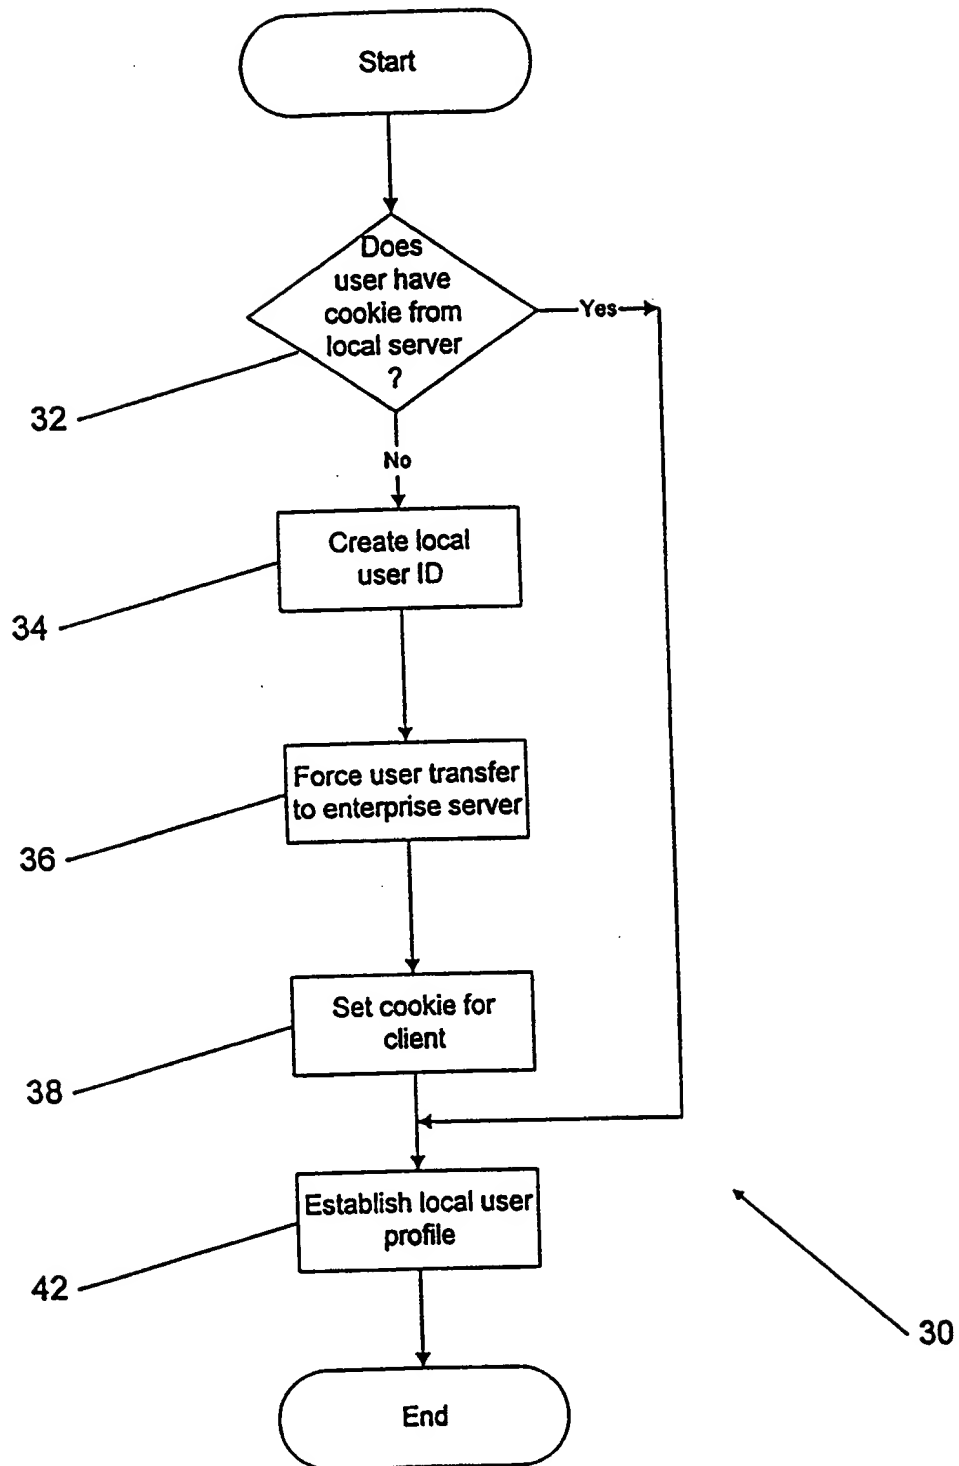 Start
Does
user have
cookie from
local server
?
Yes
32
No
Create local
user ID
34
Force user transfer
to enterprise server
36
Set cookie for
client
38
Establish local user
profile
42
30
End